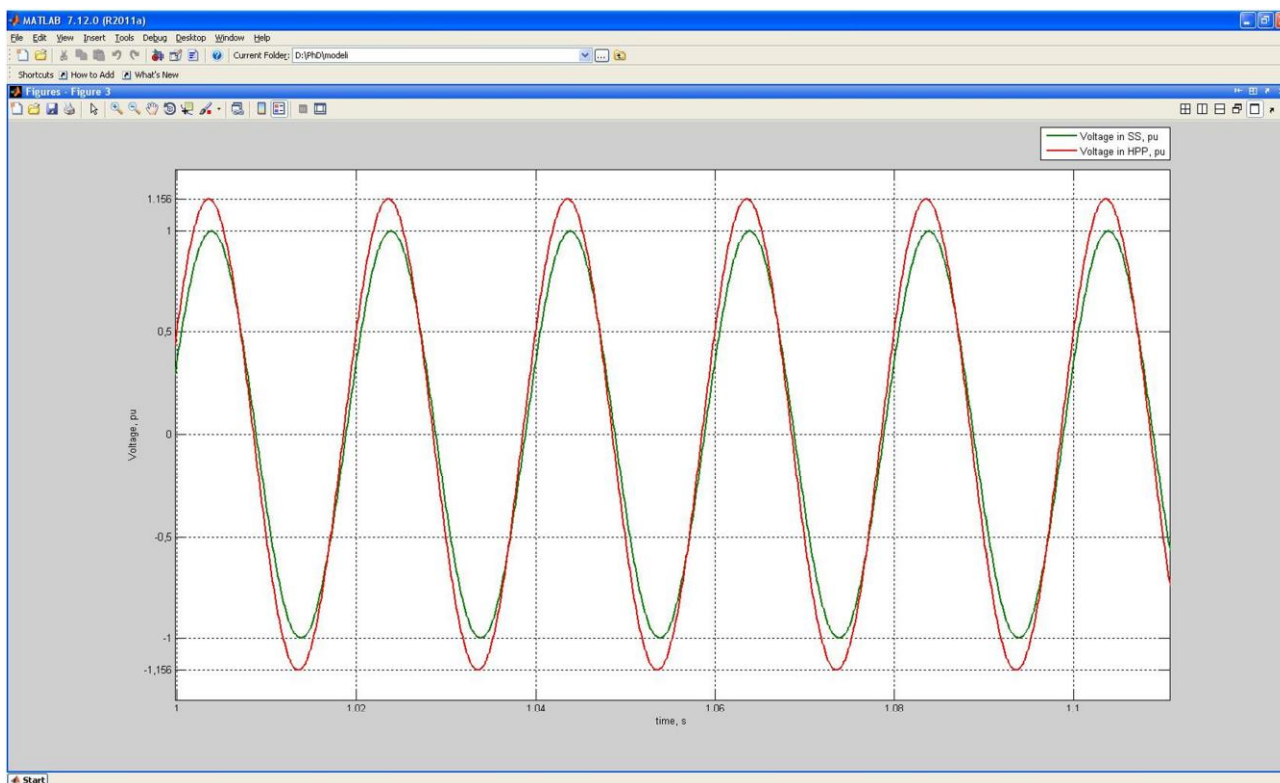 MATLAB 7.12.0 (R2011a)
File Edit View Insert Tools Debug Desktop Window Help
Current Folder: D:\PhD\modeli
Shortcuts How to Add What's New
Figures - Figure 3
Voltage in SS, pu
Voltage in HPP, pu
1.156
1
0,5
0
-0,5
-1
-1,156
Voltage, pu
1 1.02 1.04 1.06 1.08 1.1
time, s
Start